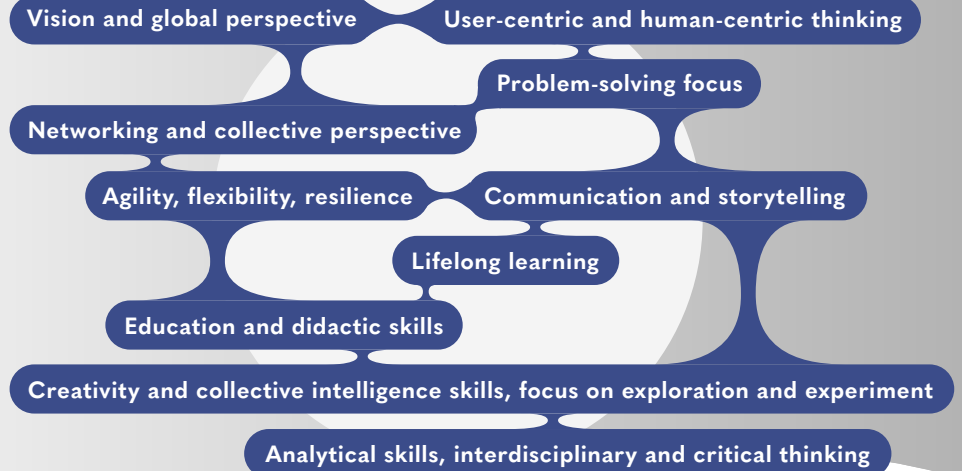 Vision and global perspective
User-centric and human-centric thinking
Problem-solving focus
Networking and collective perspective
Agility, flexibility, resilience
Communication and storytelling
Lifelong learning
Education and didactic skills
Creativity and collective intelligence skills, focus on exploration and experiment
Analytical skills, interdisciplinary and critical thinking